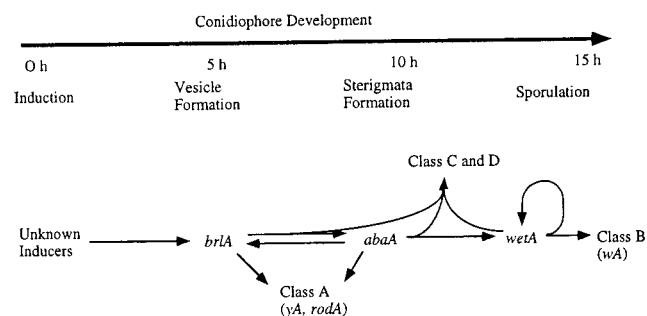 Conidiophore Development
0 h 5 h 10 h 15 h
Induction Vesicle Formation Sterigmata Formation Sporulation
Class C and D
Unknown Inducers brlA abaA wetA Class B (wA)
Class A
(yA, rodA)